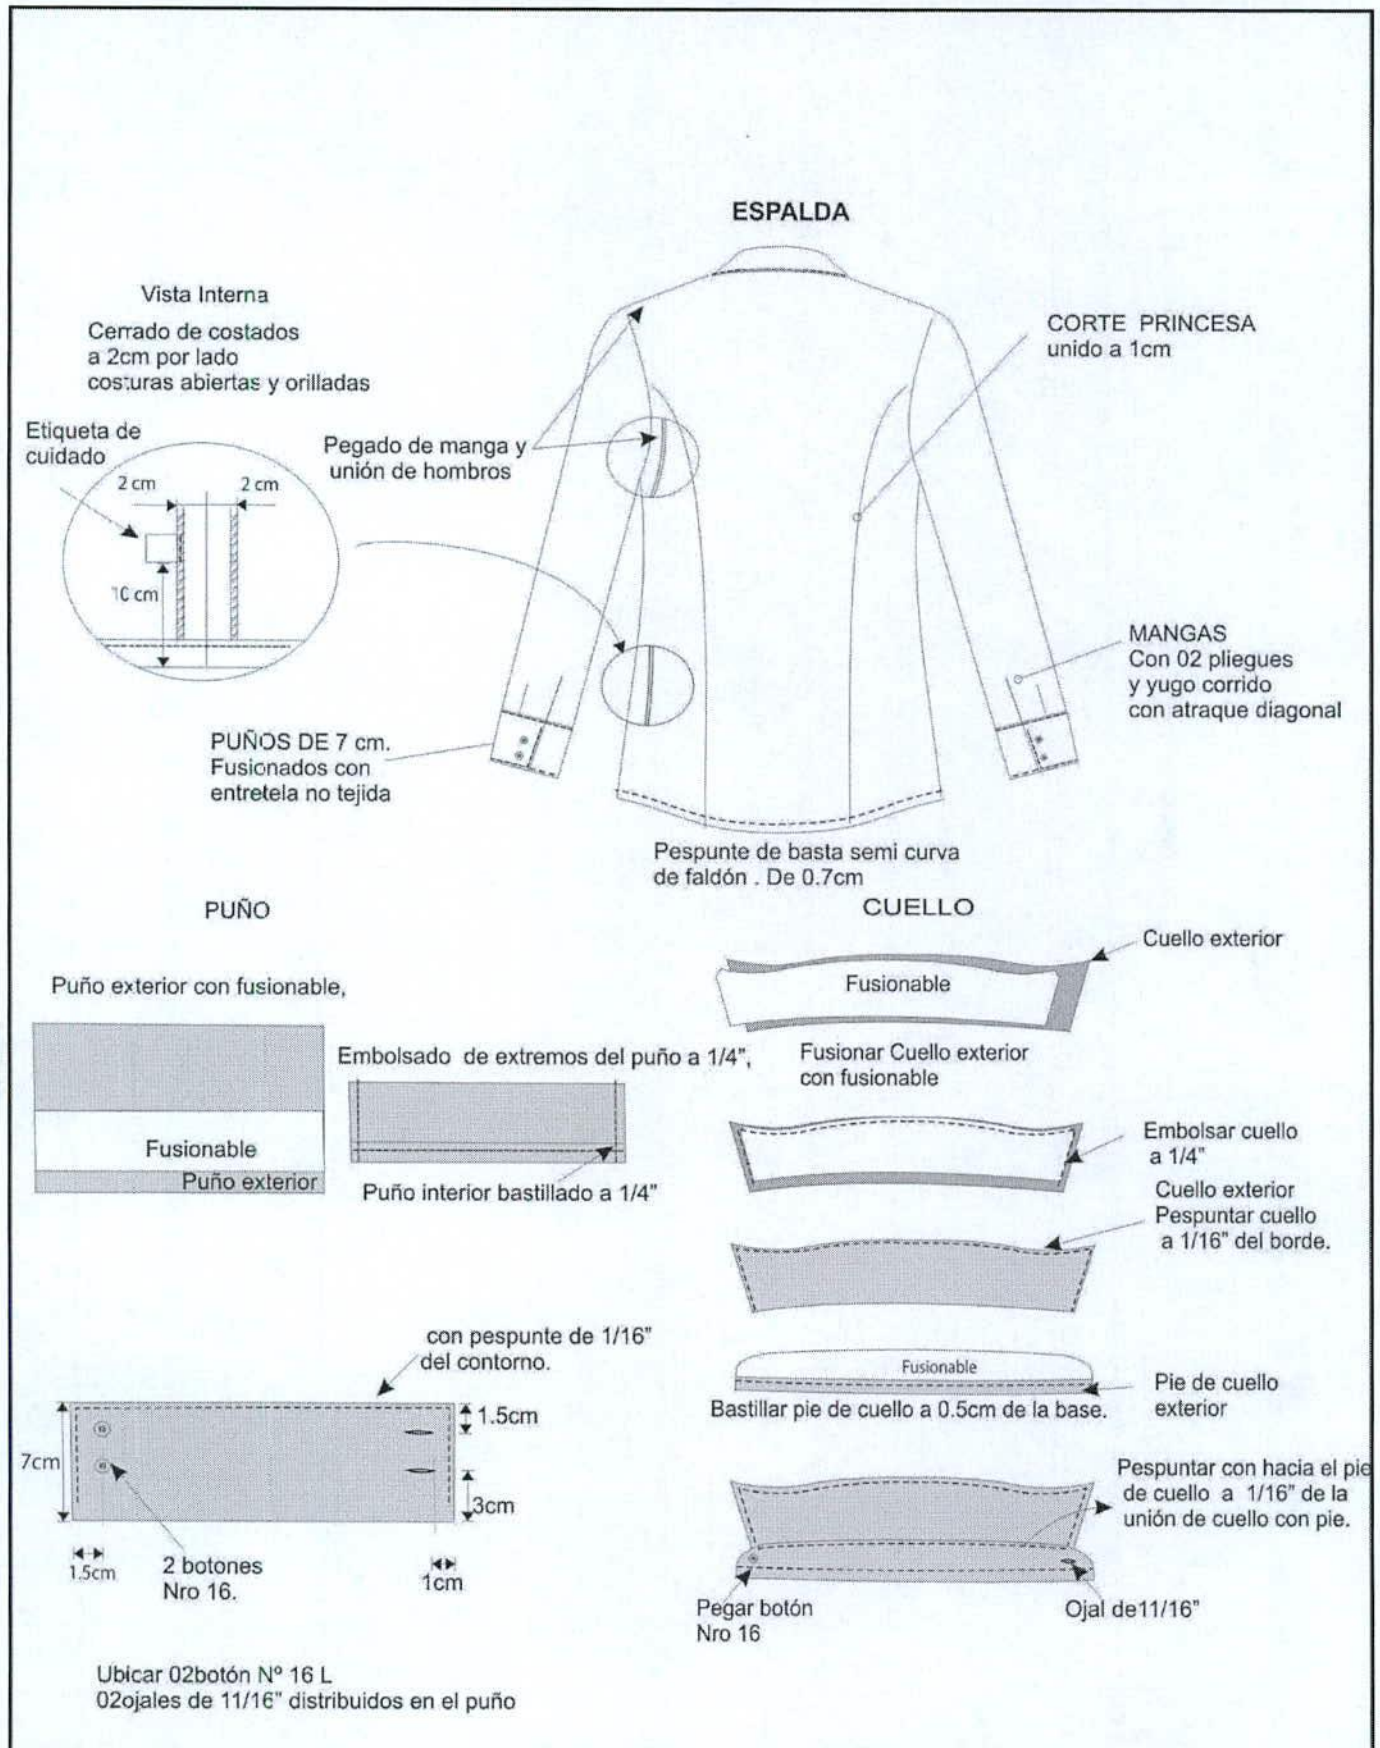 ESPALDA
Vista Interna
Cerrado de costados
a 2cm por lado
costuras abiertas y orilladas
Etiqueta de
cuidado
2 cm
2 cm
10 cm
Pegado de manga y
unión de hombros
CORTE PRINCESA
unido a 1cm
MANGAS
Con 02 pliegues
y yugo corrido
con atraque diagonal
PUÑOS DE 7 cm.
Fusionados con
entretela no tejida
Pespunte de basta semi curva
de faldón . De 0.7cm
PUÑO
Puño exterior con fusionable,
Fusionable
Puño exterior
Embolsado de extremos del puño a 1/4",
Puño interior bastillado a 1/4"
con pespunte de 1/16"
del contorno.
7cm
1.5cm
3cm
1.5cm
2 botones
Nro 16.
1cm
Ubicar 02botón Nº 16 L
02ojales de 11/16" distribuidos en el puño
CUELLO
Cuello exterior
Fusionable
Fusionar Cuello exterior
con fusionable
Embolsar cuello
a 1/4"
Cuello exterior
Pespuntar cuello
a 1/16" del borde.
Fusionable
Pie de cuello
exterior
Bastillar pie de cuello a 0.5cm de la base.
Pespuntar con hacia el pie
de cuello a 1/16" de la
unión de cuello con pie.
Pegar botón
Nro 16
Ojal de11/16"